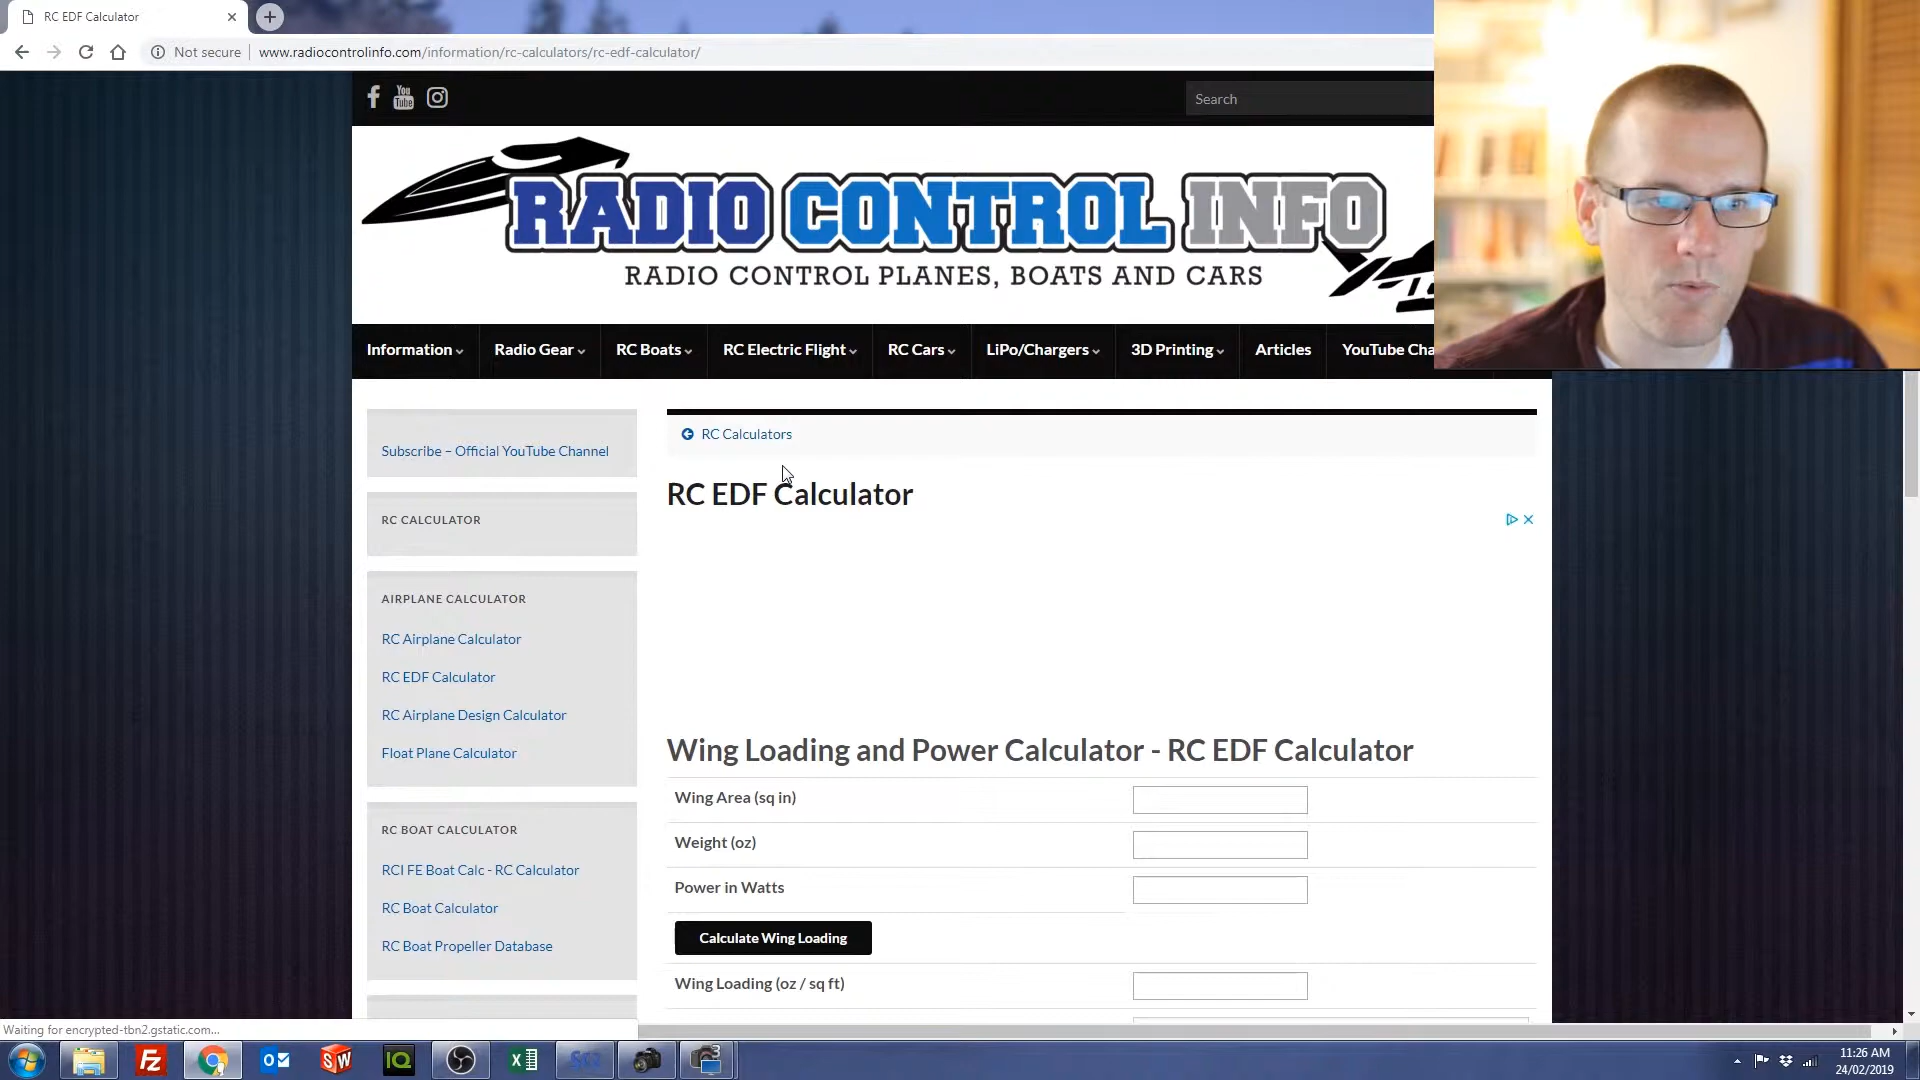 RC EDF Calculator
Not secure
www.radiocontrolinfo.com/information/rc-calculators/rc-edf-calculator/
You
Tube
Search
RADIO CONTROL INFO
RADIO CONTROL PLANES, BOATS AND CARS
Information
Radio Gear
RC Boats
RC Electric Flight
RC Cars
LiPo/Chargers
3D Printing
Articles
YouTube Cha
Subscribe – Official YouTube Channel
RC CALCULATOR
AIRPLANE CALCULATOR
RC Airplane Calculator
RC EDF Calculator
RC Airplane Design Calculator
Float Plane Calculator
RC BOAT CALCULATOR
RCI FE Boat Calc - RC Calculator
RC Boat Calculator
RC Boat Propeller Database
RC Calculators
RC EDF Calculator
Wing Loading and Power Calculator - RC EDF Calculator
Wing Area (sq in)
Weight (oz)
Power in Watts
Calculate Wing Loading
Wing Loading (oz / sq ft)
Waiting for encrypted-tbn2.gstatic.com...
Fz
SW
IQ
11:26 AM
24/02/2019